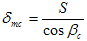 δ_mc = S / cos β_c